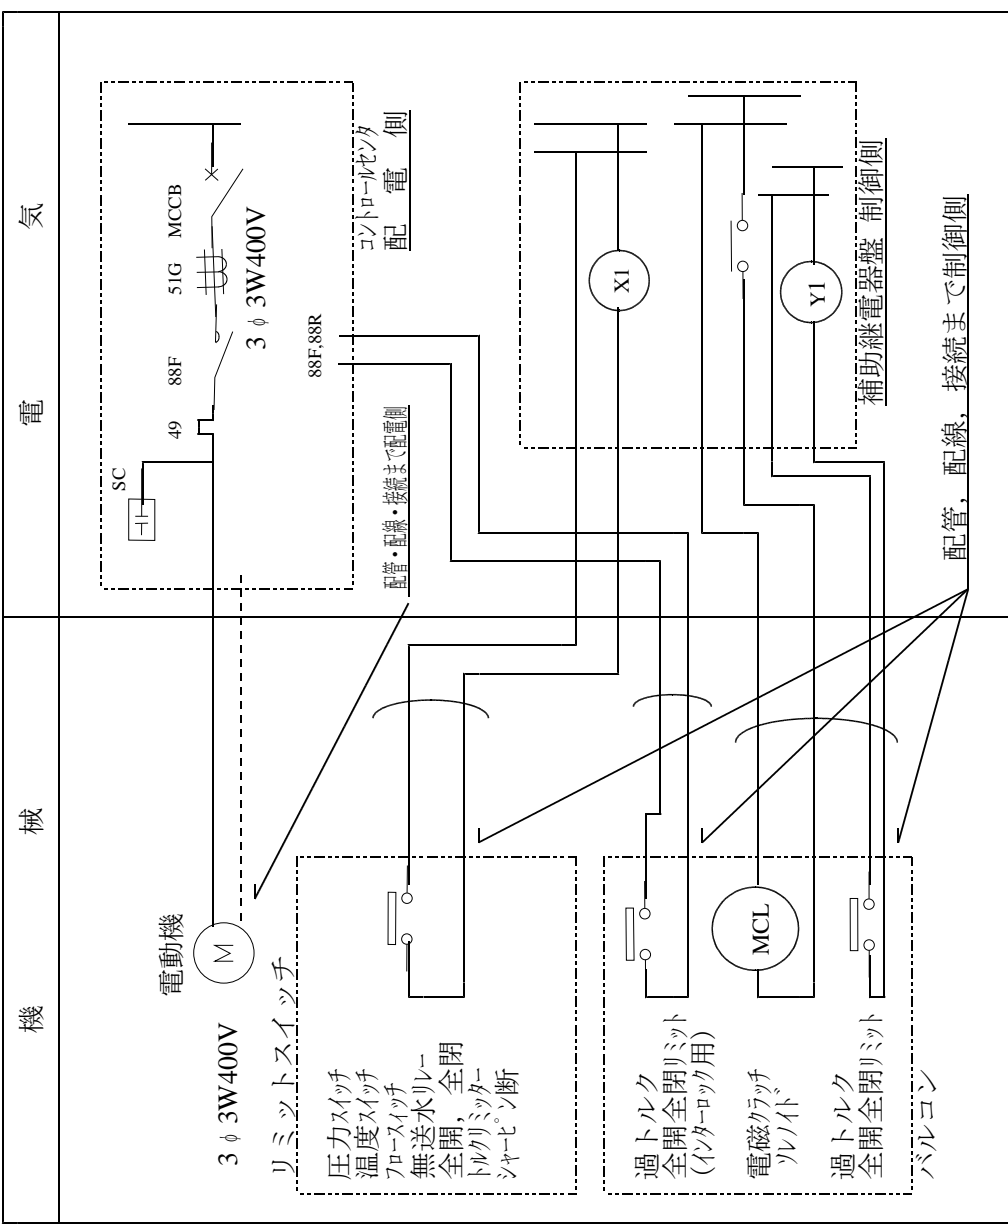 機　械
電　気
電動機
M
3φ3W400V
SC
49
88F
51G
MCCB
3φ3W400V
88F,88R
コントロールセンタ
配　電　側
配管・配線・接続まで配電側
リミットスイッチ
圧力スイッチ
温度スイッチ
フロースイッチ
無送水リレー
全開，全閉
トルクリミッター
シャーピン断
X1
過トルク
全開全閉リミット
(インターロック用)
電磁クラッチ
ソレノイド
MCL
過トルク
全開全閉リミット
バルコン
Y1
補助継電器盤 制御側
配管，配線，接続まで制御側